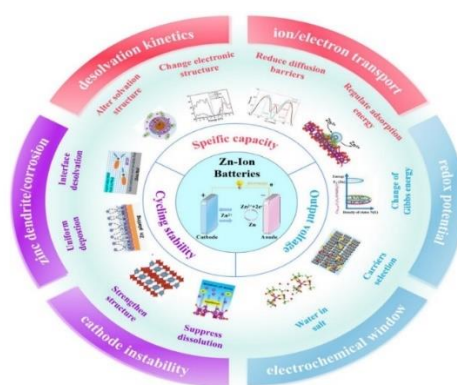 desolvation kinetics
ion/electron transport
redox potential
electrochemical window
cathode instability
zinc dendrite/corrosion
Alter solvation
structure
Change electronic
structure
Reduce diffusion
barriers
Regulate adsorption
energy
Change of
Gibbs energy
Carriers
selection
Water in
salt
Suppress
dissolution
Strengthen
structure
Uniform
deposition
Interface
desolvation
Speific capacity
Output voltage
Cycling stability
Zn-Ion
Batteries
Cathode
Anode